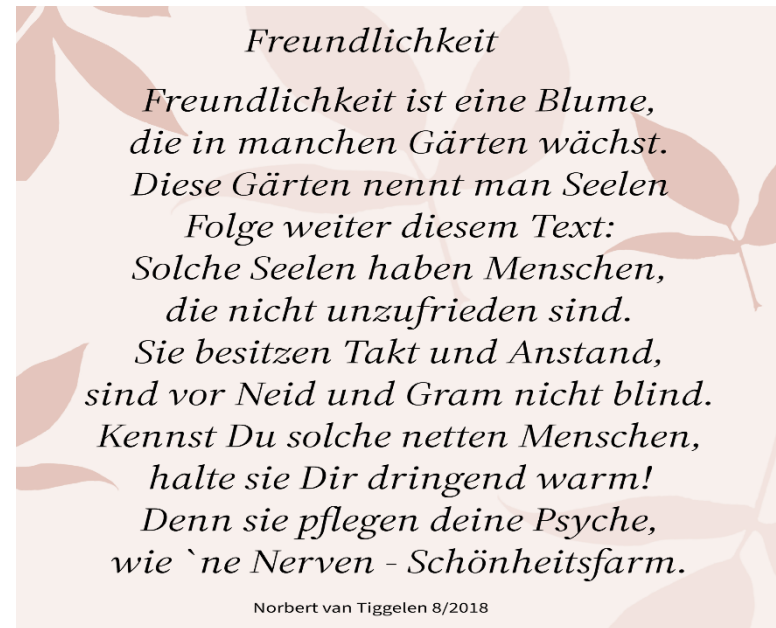 Freundlichkeit
Freundlichkeit ist eine Blume,
die in manchen Gärten wächst.
Diese Gärten nennt man Seelen
Folge weiter diesem Text:
Solche Seelen haben Menschen,
die nicht unzufrieden sind.
Sie besitzen Takt und Anstand,
sind vor Neid und Gram nicht blind.
Kennst Du solche netten Menschen,
halte sie Dir dringend warm!
Denn sie pflegen deine Psyche,
wie `ne Nerven - Schönheitsfarm.
Norbert van Tiggelen 8/2018